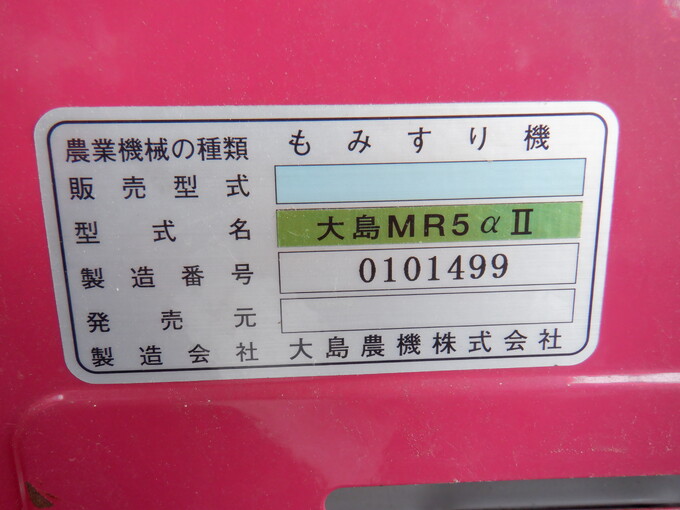 農業機械の種類 もみすり機
販売型式
型式名 大島MR5αⅡ
製造番号 0101499
発売元
製造会社 大島農機株式会社